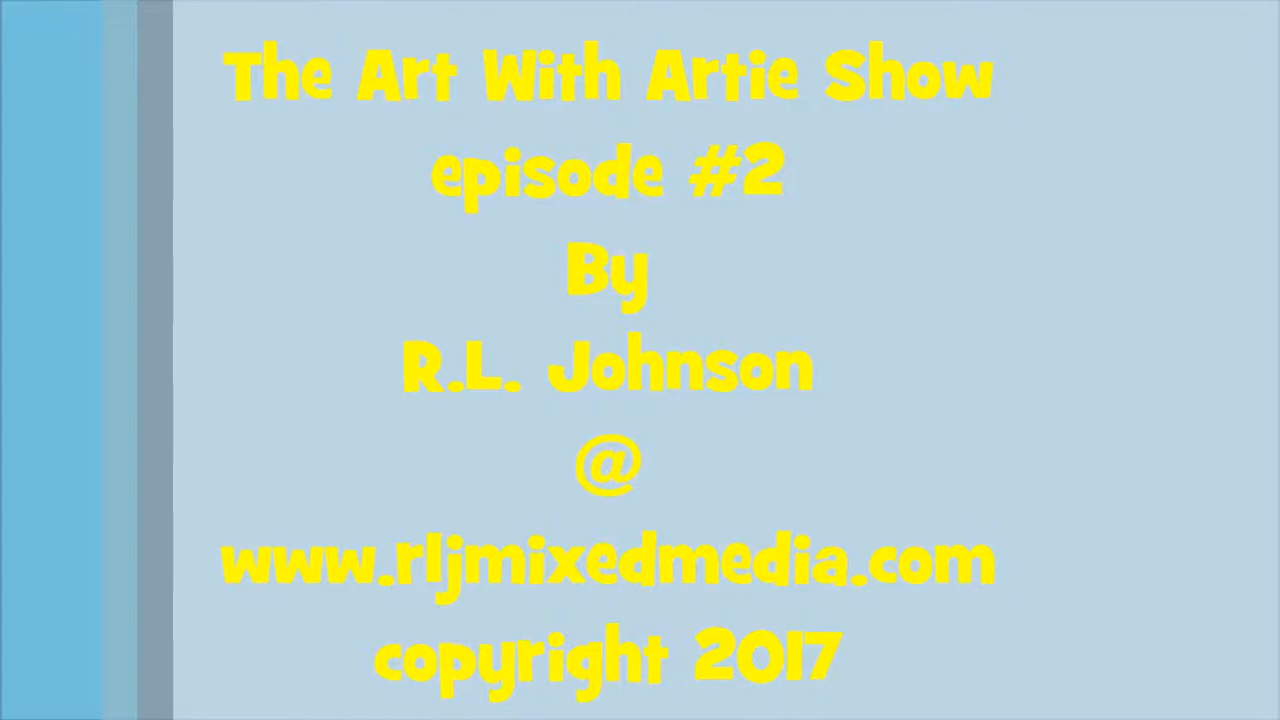 The Art With Artie Show
episode #2
By
R.L. Johnson
@
www.rljmixedmedia.com
copyright 2017